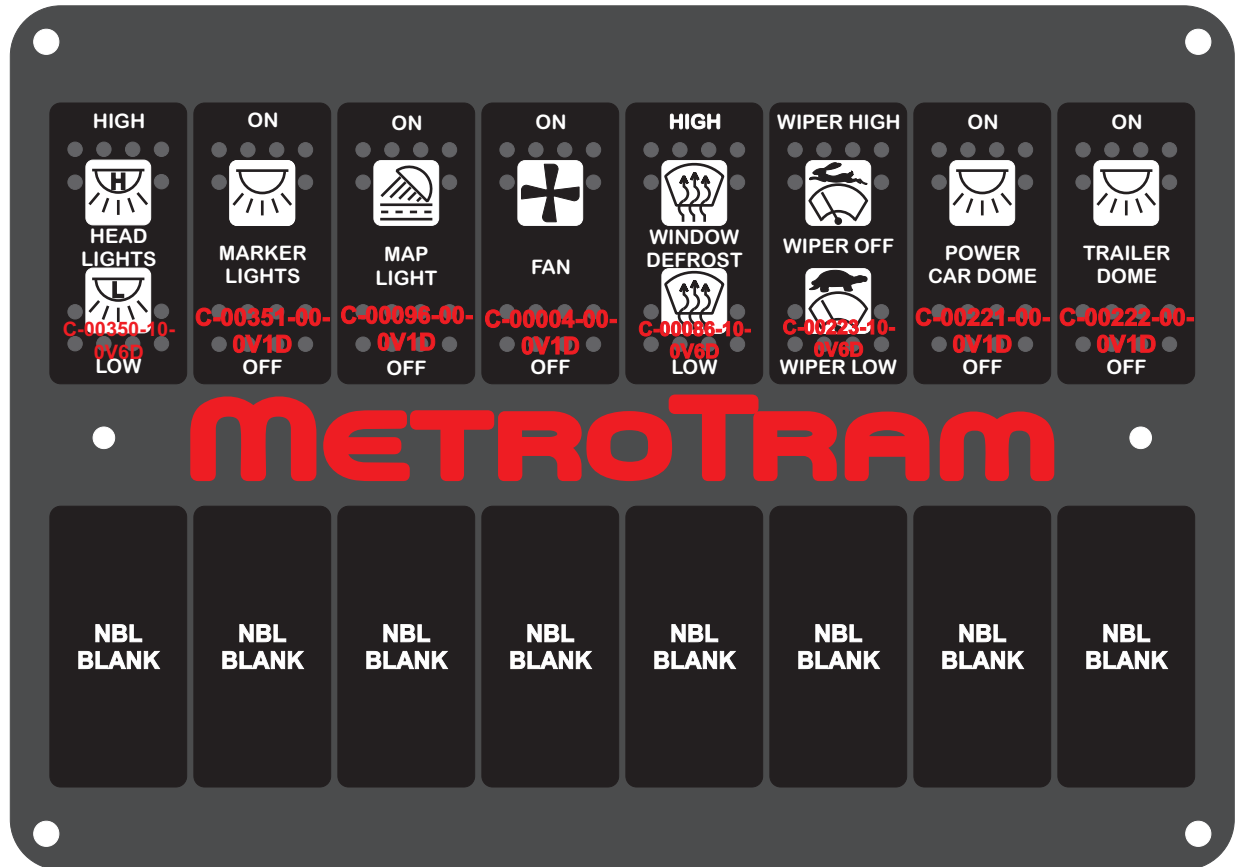 HIGH
HEAD
LIGHTS
C-00350-10-
0V6D
LOW
ON
MARKER
LIGHTS
C-00351-00-
0V1D
OFF
ON
MAP
LIGHT
C-00096-00-
0V1D
OFF
ON
FAN
C-00004-00-
0V1D
OFF
HIGH
WINDOW
DEFROST
C-00086-10-
0V6D
LOW
WIPER HIGH
WIPER OFF
C-00223-10-
0V6D
WIPER LOW
ON
POWER
CAR DOME
C-00221-00-
0V1D
OFF
ON
TRAILER
DOME
C-00222-00-
0V1D
OFF
H
L
METROTRAM
NBL
BLANK
NBL
BLANK
NBL
BLANK
NBL
BLANK
NBL
BLANK
NBL
BLANK
NBL
BLANK
NBL
BLANK